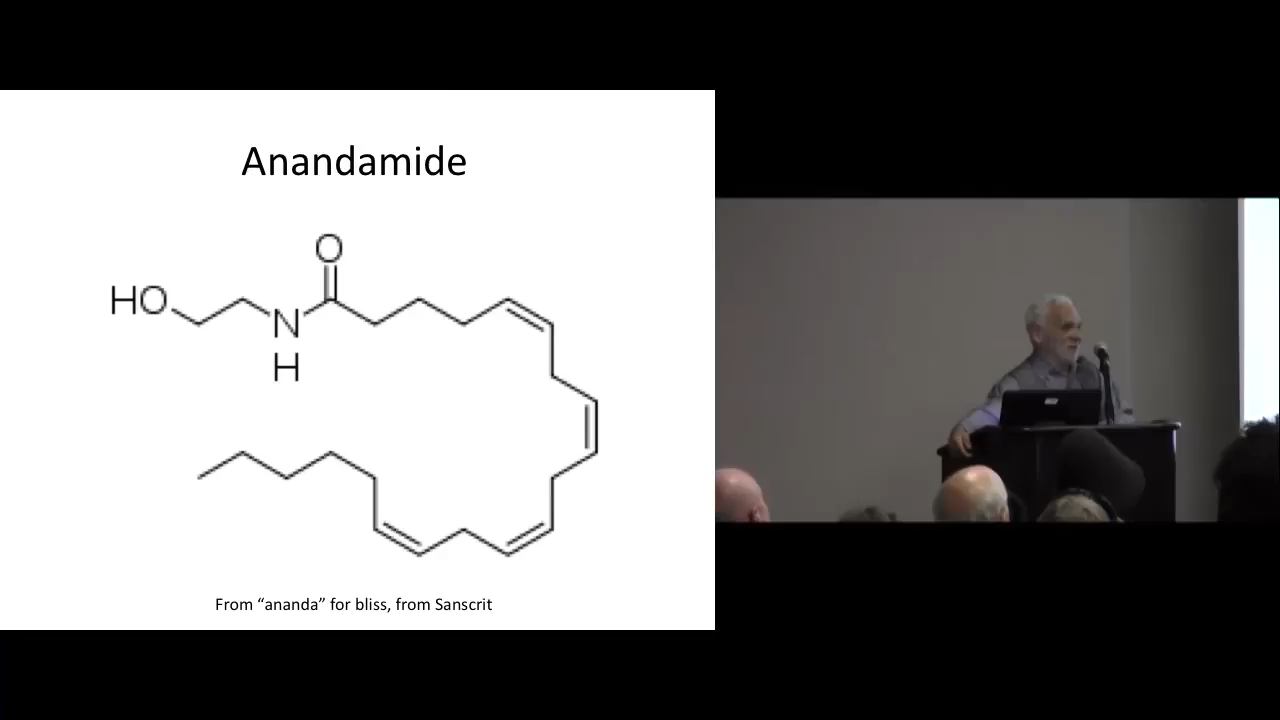 Anandamide
O
HO
N
H
From “ananda” for bliss, from Sanscrit